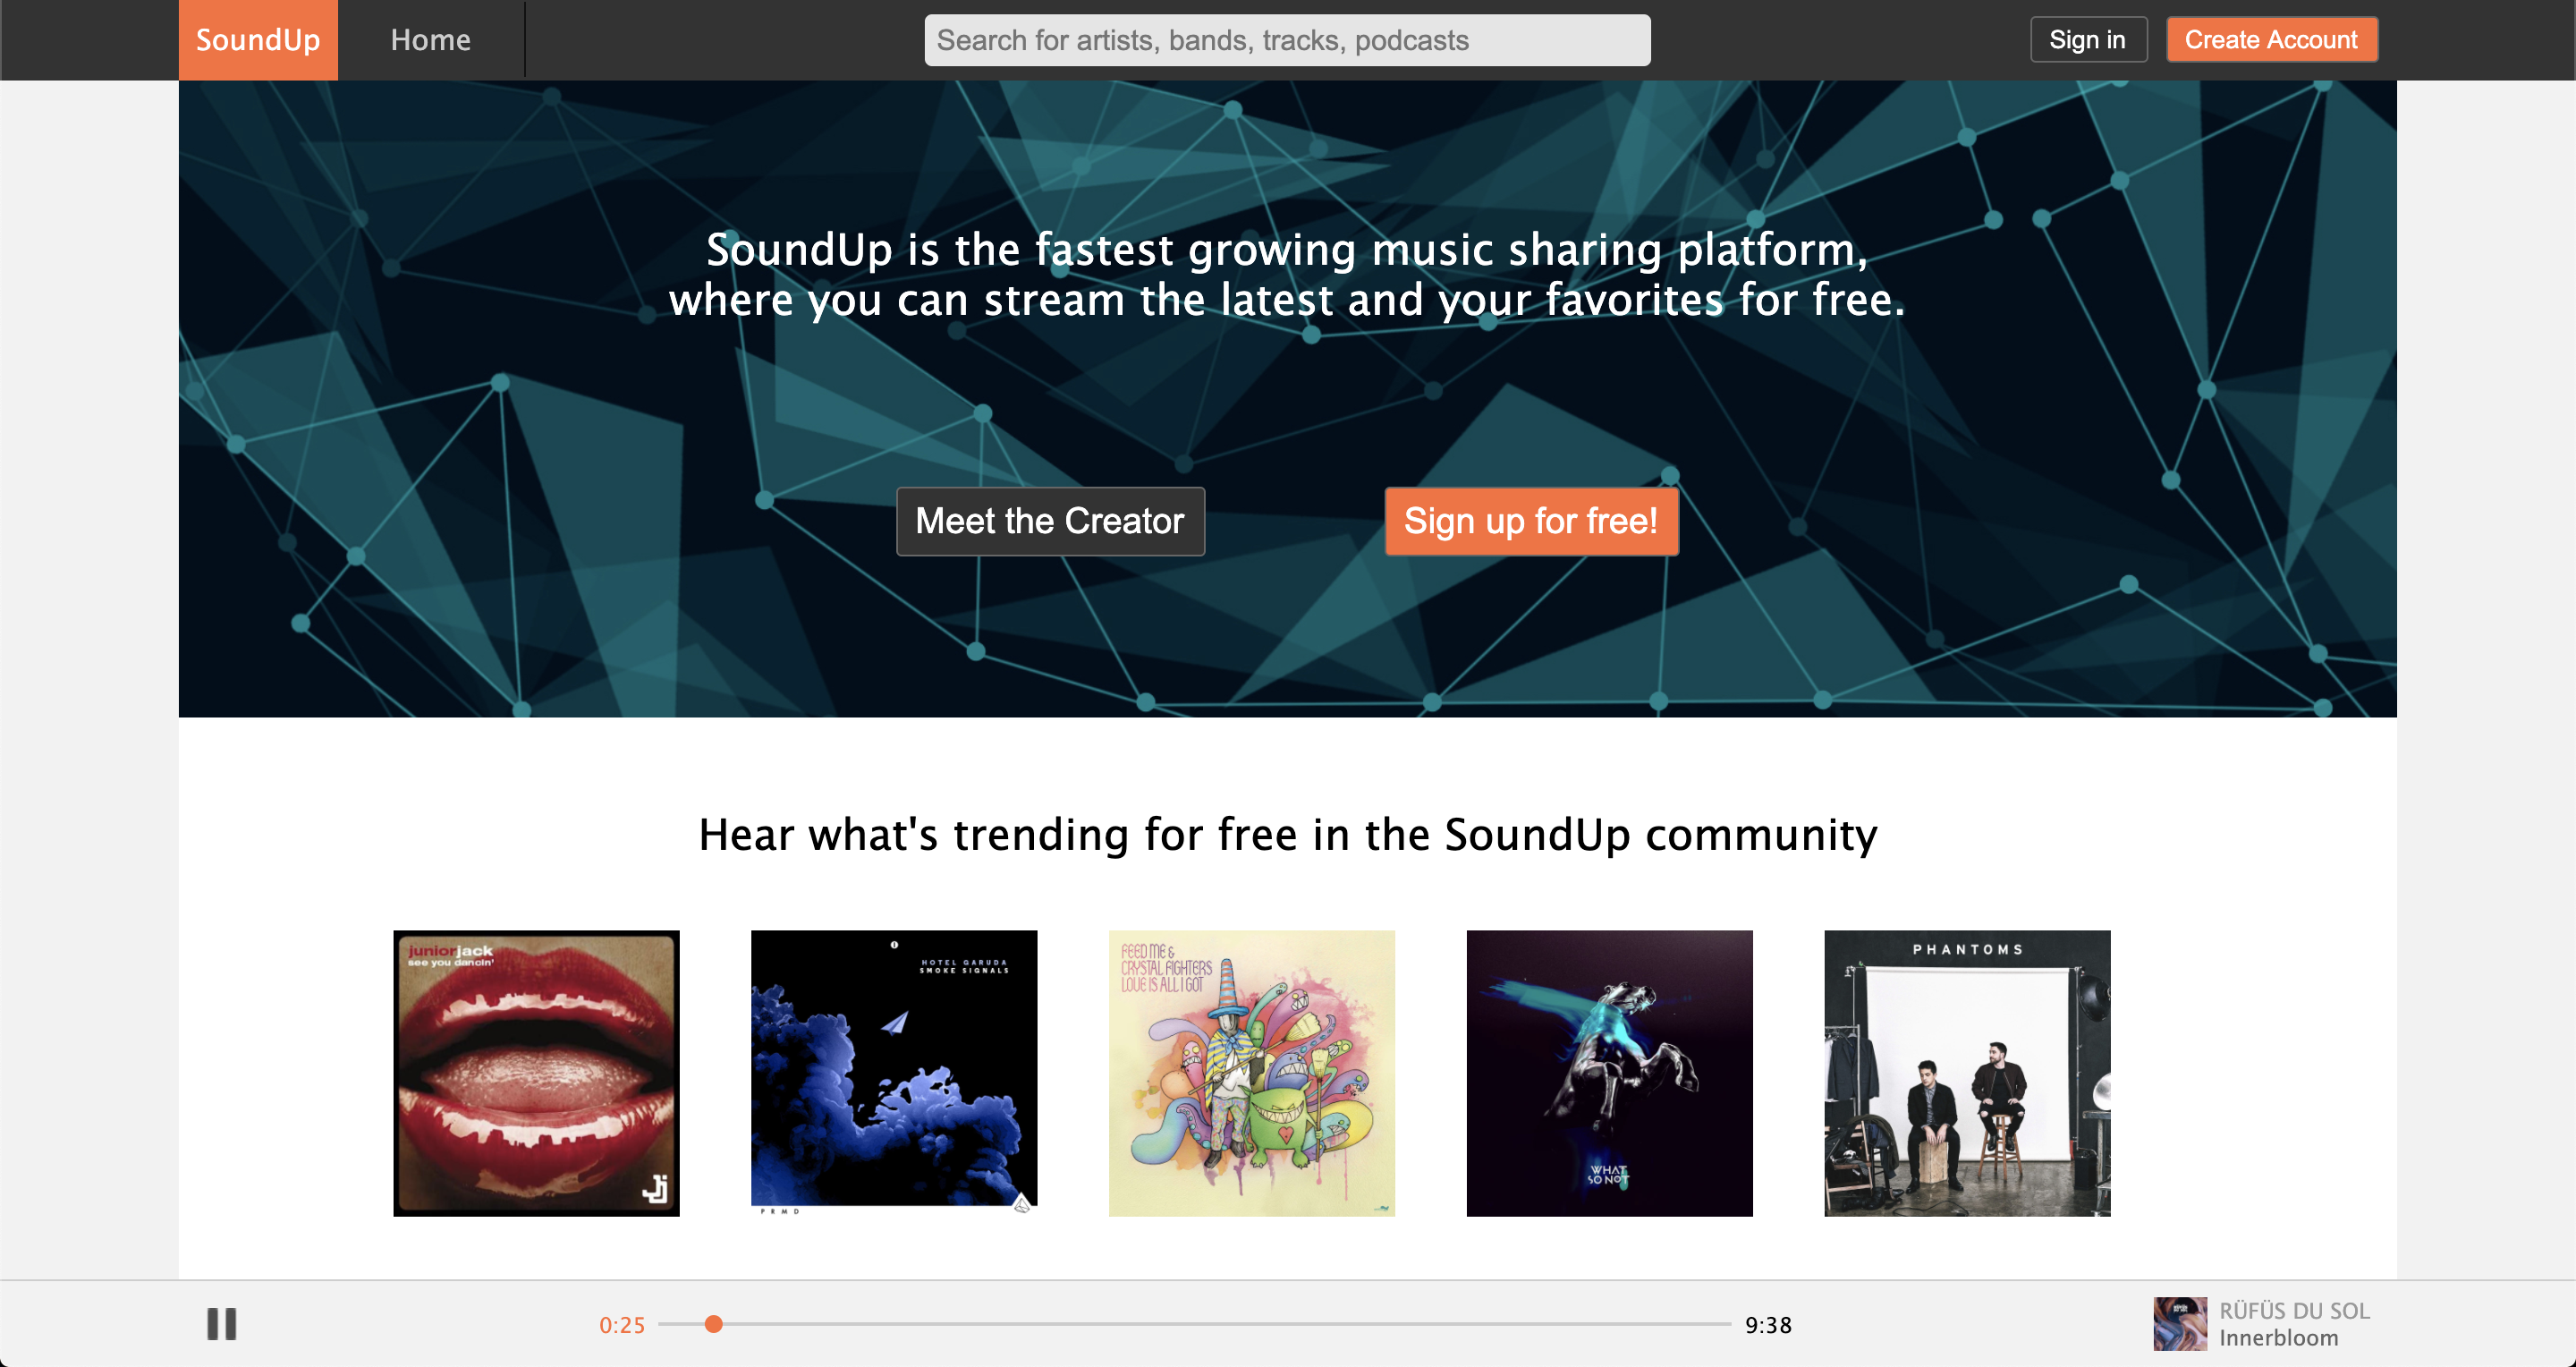 SoundUp
Home
Search for artists, bands, tracks, podcasts
Sign in
Create Account
SoundUp is the fastest growing music sharing platform,
where you can stream the latest and your favorites for free.
Meet the Creator
Sign up for free!
Hear what's trending for free in the SoundUp community
juniorjack
see you dancin'
Jj
HOTEL GARUDA
SMOKE SIGNALS
PRMD
FEED ME &
CRYSTAL FIGHTERS
LOVE IS ALL I GOT
WHAT
SO NOT
PHANTOMS
0:25
9:38
RÜFÜS DU SOL
Innerbloom